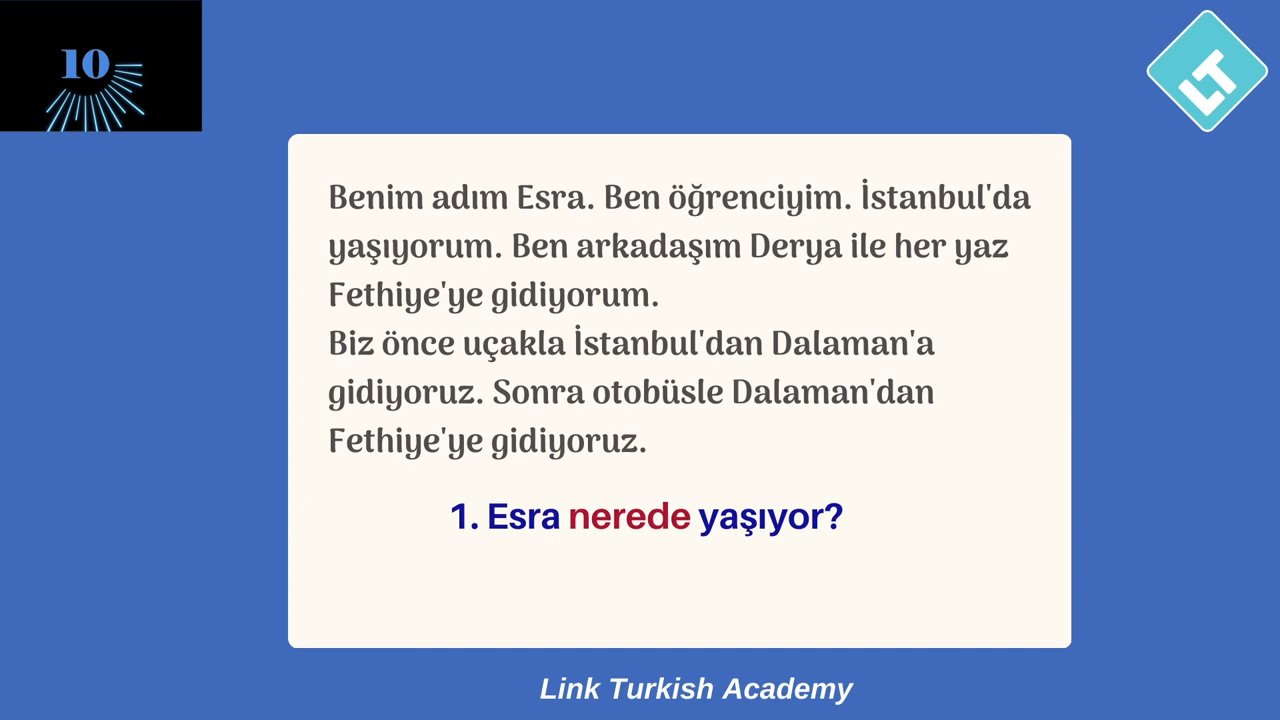 10
LT
Benim adım Esra. Ben öğrenciyim. İstanbul'da
yaşıyorum. Ben arkadaşım Derya ile her yaz
Fethiye'ye gidiyorum.
Biz önce uçakla İstanbul'dan Dalaman'a
gidiyoruz. Sonra otobüsle Dalaman'dan
Fethiye'ye gidiyoruz.
1. Esra nerede yaşıyor?
Link Turkish Academy